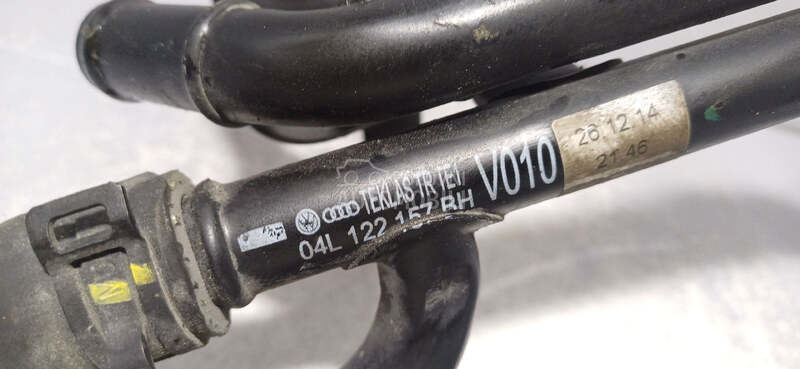 TEKLAS TR TET
V010
04L 122 157 BH
26 12 14
21 46